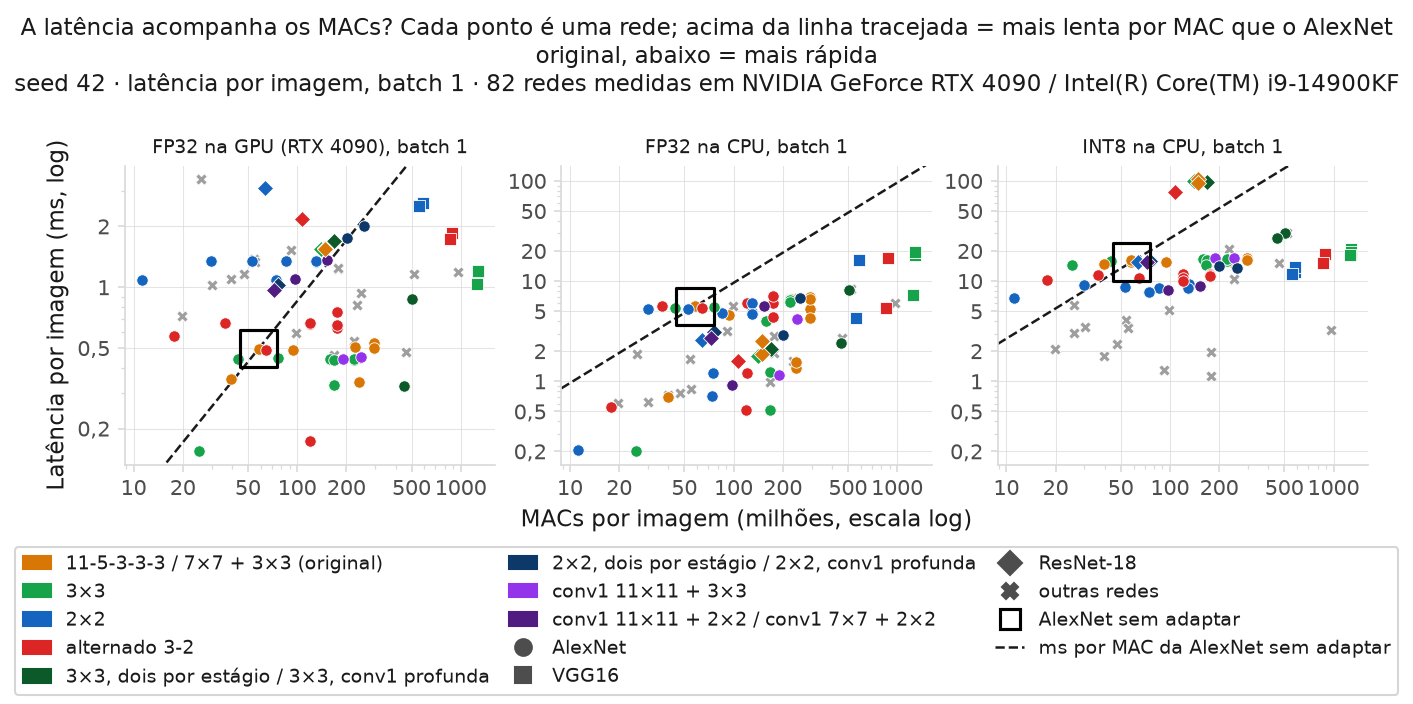 A latência acompanha os MACs? Cada ponto é uma rede; acima da linha tracejada = mais lenta por MAC que o AlexNet
original, abaixo = mais rápida
seed 42 · latência por imagem, batch 1 · 82 redes medidas em NVIDIA GeForce RTX 4090 / Intel(R) Core(TM) i9-14900KF
FP32 na GPU (RTX 4090), batch 1
FP32 na CPU, batch 1
INT8 na CPU, batch 1
Latência por imagem (ms, log)
2
1
0,5
0,2
10 20 50 100 200 500 1000
100
50
20
10
5
2
1
0,5
0,2
10 20 50 100 200 500 1000
100
50
20
10
5
2
1
0,5
0,2
10 20 50 100 200 500 1000
MACs por imagem (milhões, escala log)
11-5-3-3-3 / 7×7 + 3×3 (original)
3×3
2×2
alternado 3-2
3×3, dois por estágio / 3×3, conv1 profunda
2×2, dois por estágio / 2×2, conv1 profunda
conv1 11×11 + 3×3
conv1 11×11 + 2×2 / conv1 7×7 + 2×2
AlexNet
VGG16
ResNet-18
outras redes
AlexNet sem adaptar
ms por MAC da AlexNet sem adaptar